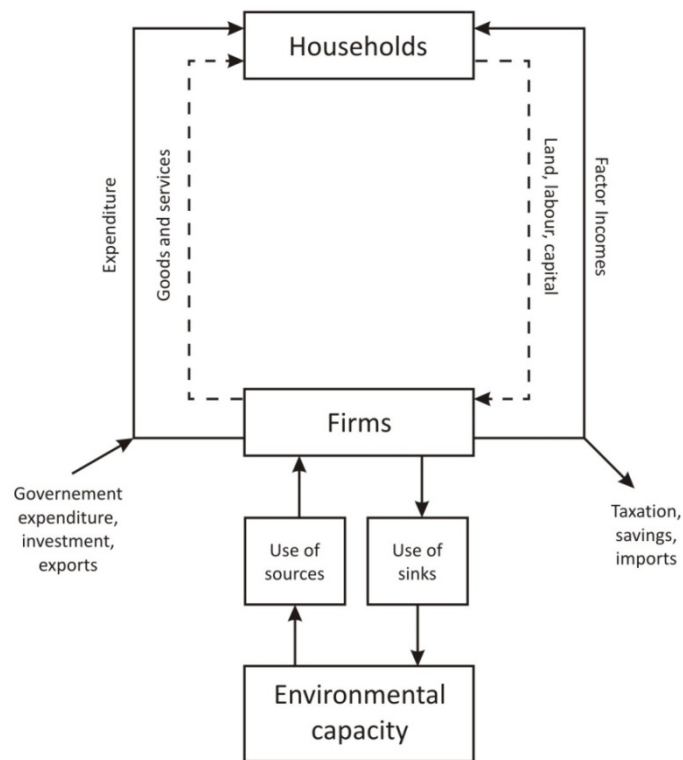 Households
Expenditure
Goods and services
Land, labour, capital
Factor Incomes
Firms
Governement
expenditure,
investment,
exports
Taxation,
savings,
imports
Use of
sources
Use of
sinks
Environmental
capacity